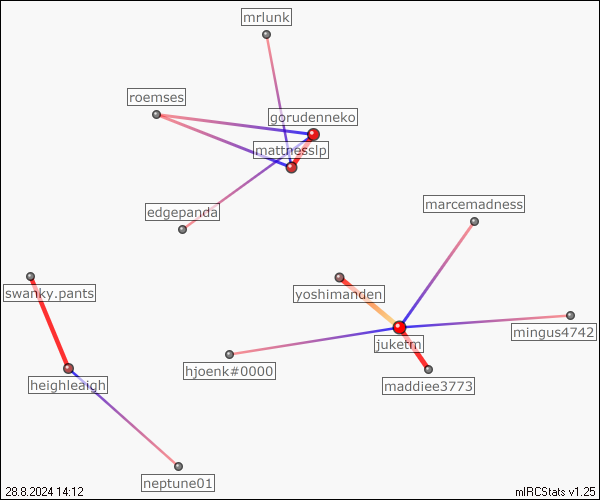 mrlunk
roemses
gorudenneko
matthesslp
edgepanda
marcemadness
swanky.pants
yoshimanden
mingus4742
juketm
hjoenk#0000
maddiee3773
heighleaigh
neptune01
28.8.2024 14:12
mIRCStats v1.25